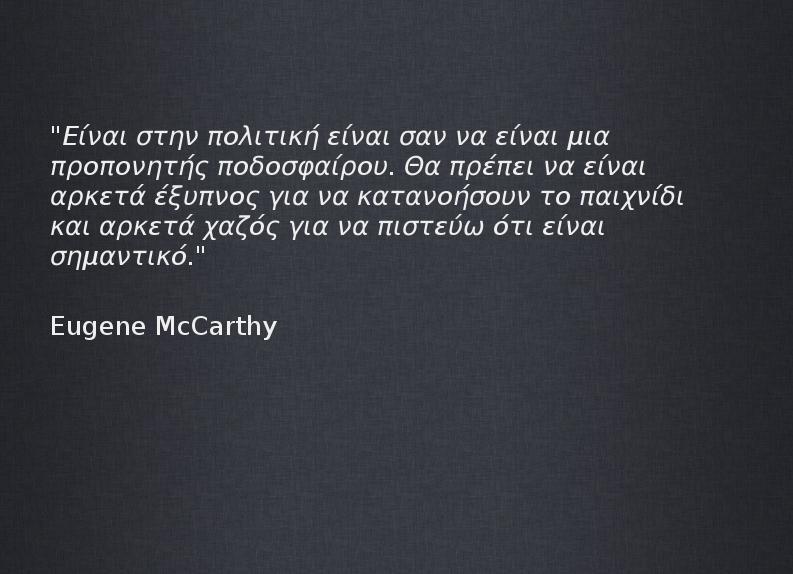 "Είναι στην πολιτική είναι σαν να είναι μια
προπονητής ποδοσφαίρου. Θα πρέπει να είναι
αρκετά έξυπνος για να κατανοήσουν το παιχνίδι
και αρκετά χαζός για να πιστεύω ότι είναι
σημαντικό."
Eugene McCarthy